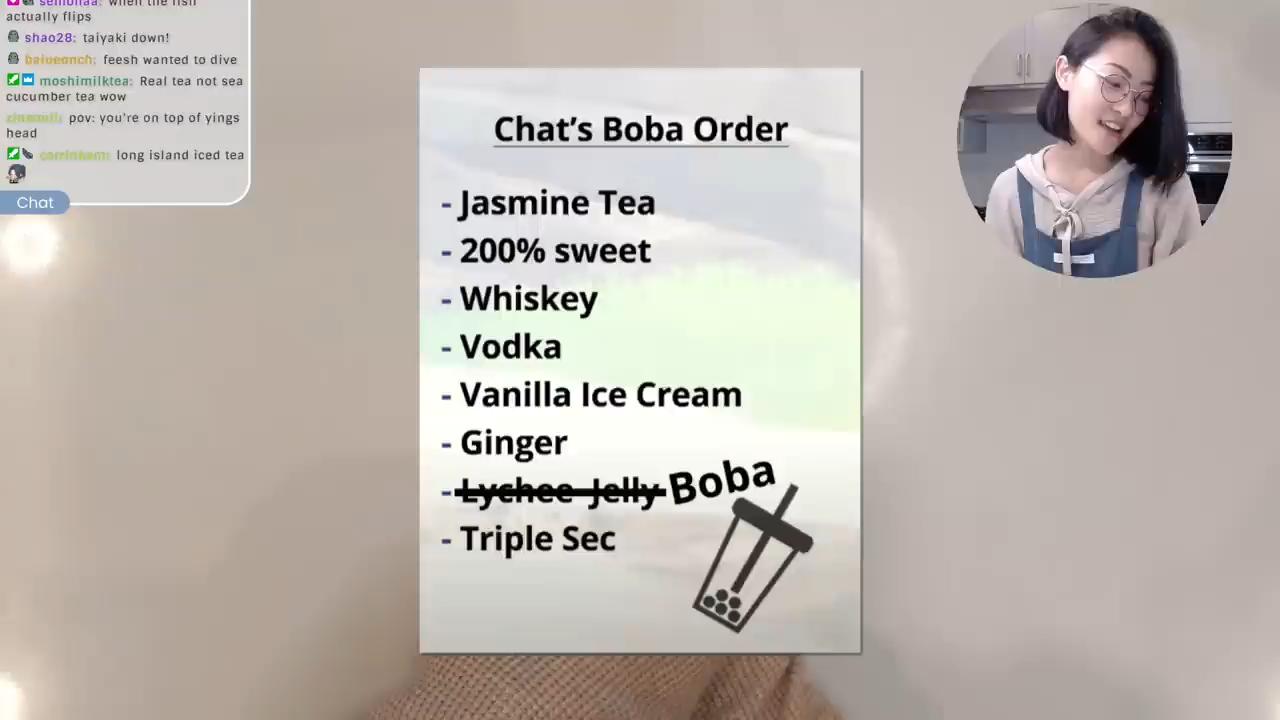 actually flips
shao28: taiyaki down!
feesh wanted to dive
moshimilktea: Real tea not sea
cucumber tea wow
pov: you're on top of yings
head
long island iced tea
Chat
Chat's Boba Order
- Jasmine Tea
- 200% sweet
- Whiskey
- Vodka
- Vanilla Ice Cream
- Ginger
- Lychee Jelly Boba
- Triple Sec